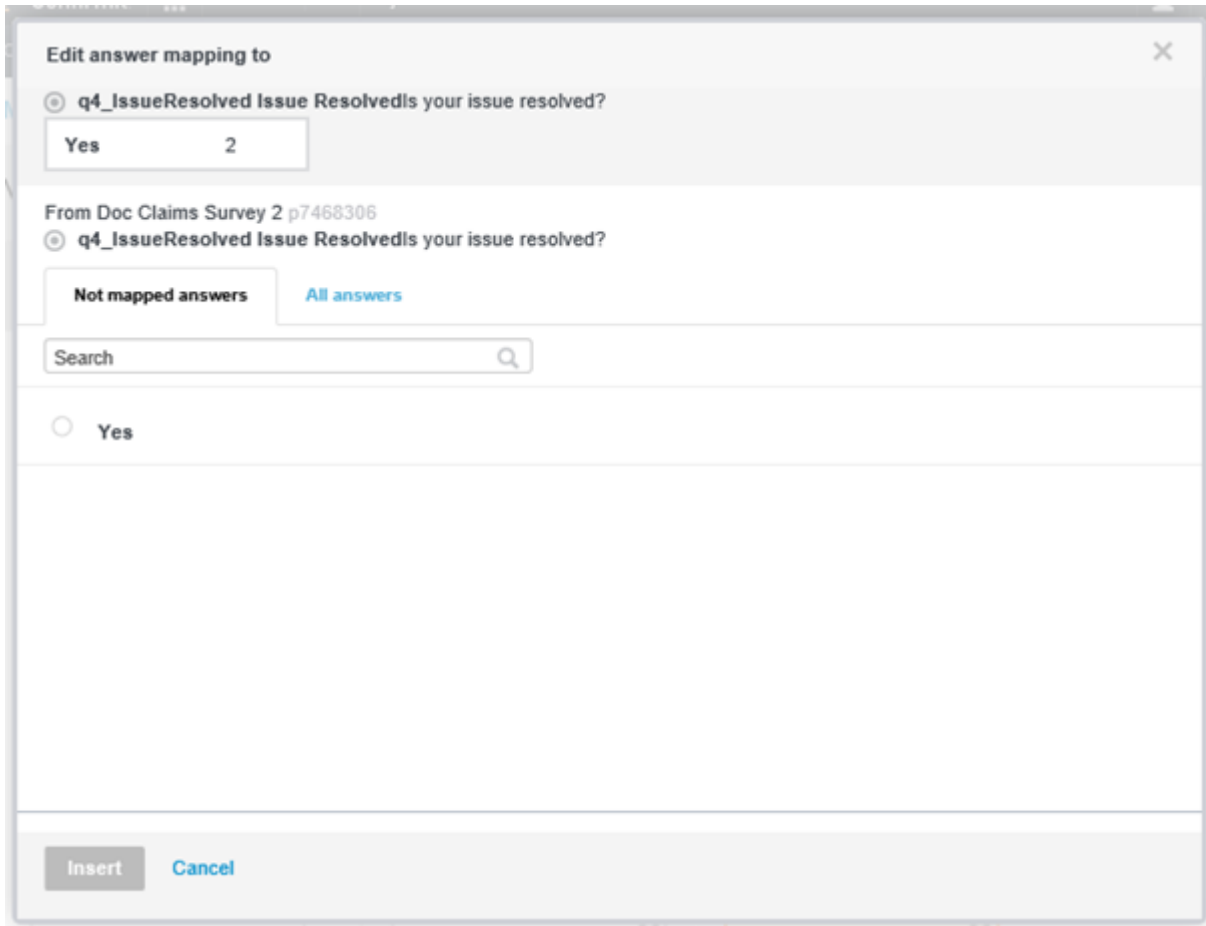 Edit answer mapping to
q4_IssueResolved Issue ResolvedIs your issue resolved?
Yes 2
From Doc Claims Survey 2 p7468306
q4_IssueResolved Issue ResolvedIs your issue resolved?
Not mapped answers All answers
Search
Yes
Insert Cancel